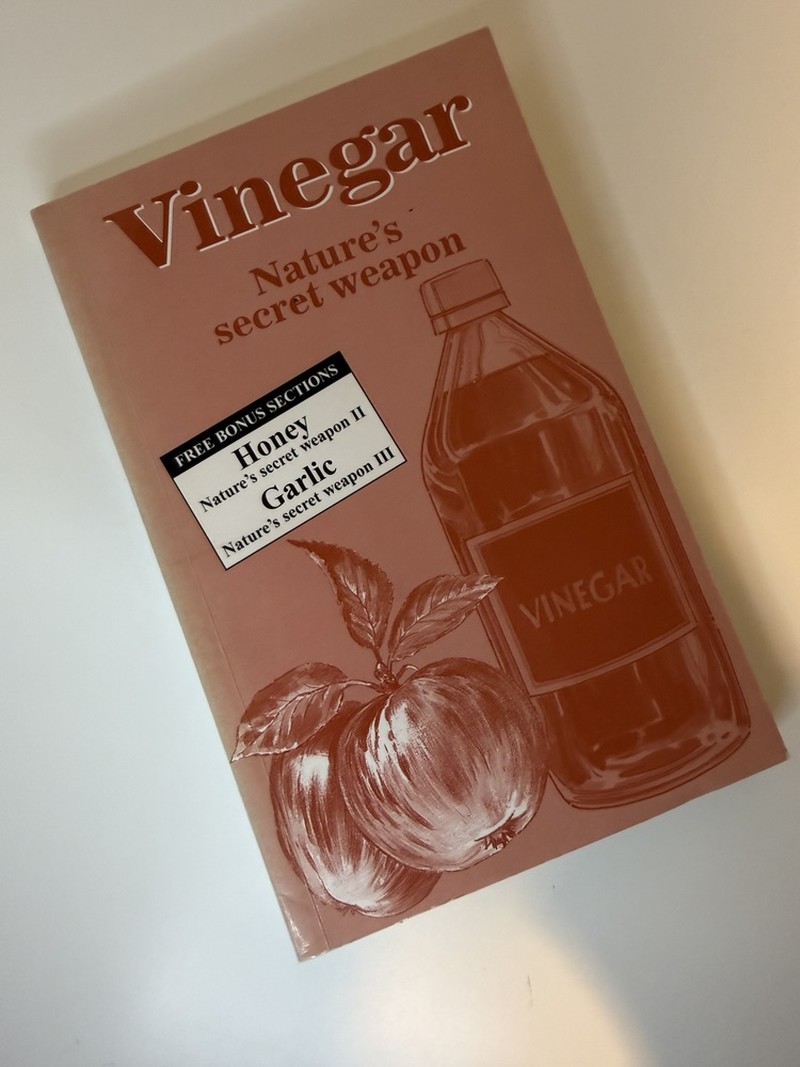 Vinegar
Nature's
secret weapon
FREE BONUS SECTIONS
Honey
Nature's secret weapon II
Garlic
Nature's secret weapon III
VINEGAR